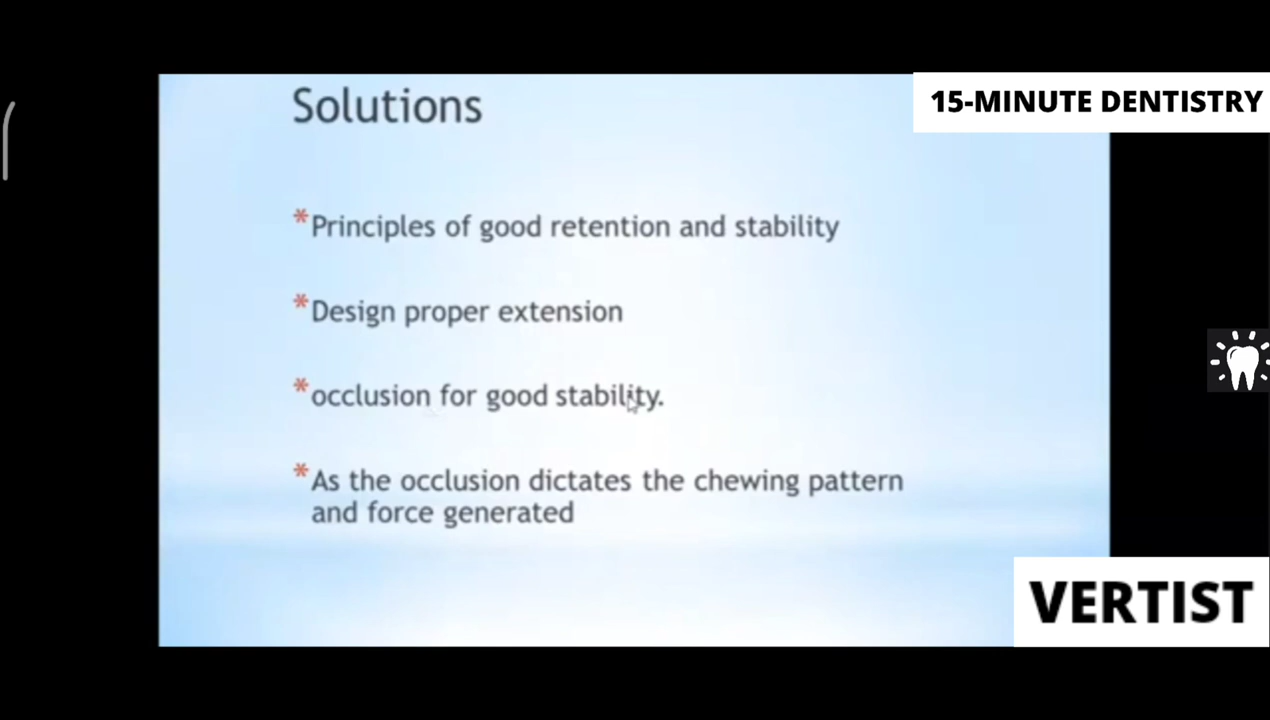 Solutions
15-MINUTE DENTISTRY
*Principles of good retention and stability
*Design proper extension
*occlusion for good stability.
*As the occlusion dictates the chewing pattern
and force generated
VERTIST